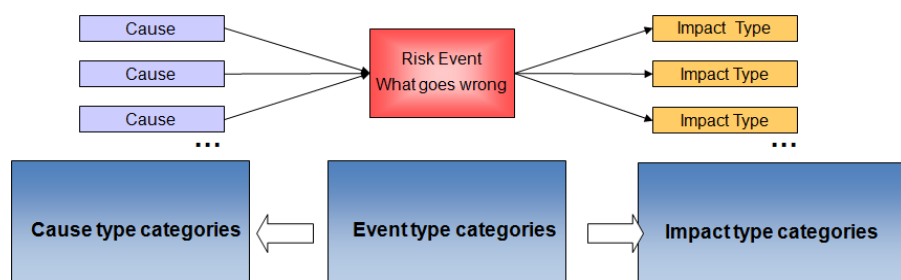 Cause
Cause
Cause
...
Risk Event
What goes wrong
Impact Type
Impact Type
Impact Type
...
Cause type categories
Event type categories
Impact type categories